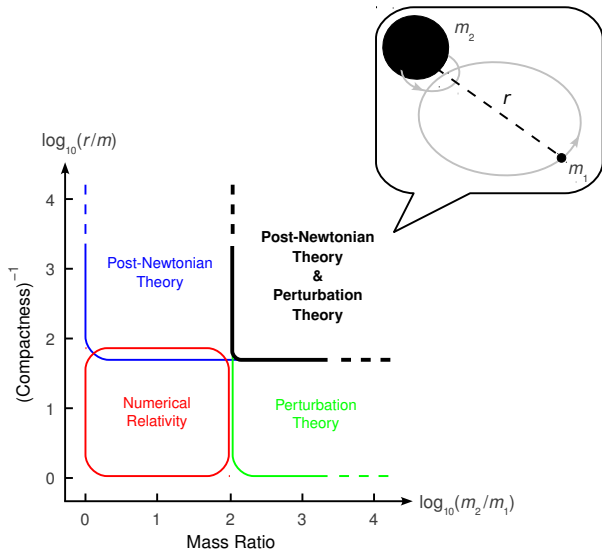 m₂
r
m₁
log₁₀(r/m)
4
3
2
1
0
(Compactness)⁻¹
Post-Newtonian
Theory
Post-Newtonian
Theory
&
Perturbation
Theory
Numerical
Relativity
Perturbation
Theory
0
1
2
3
4
log₁₀(m₂/m₁)
Mass Ratio